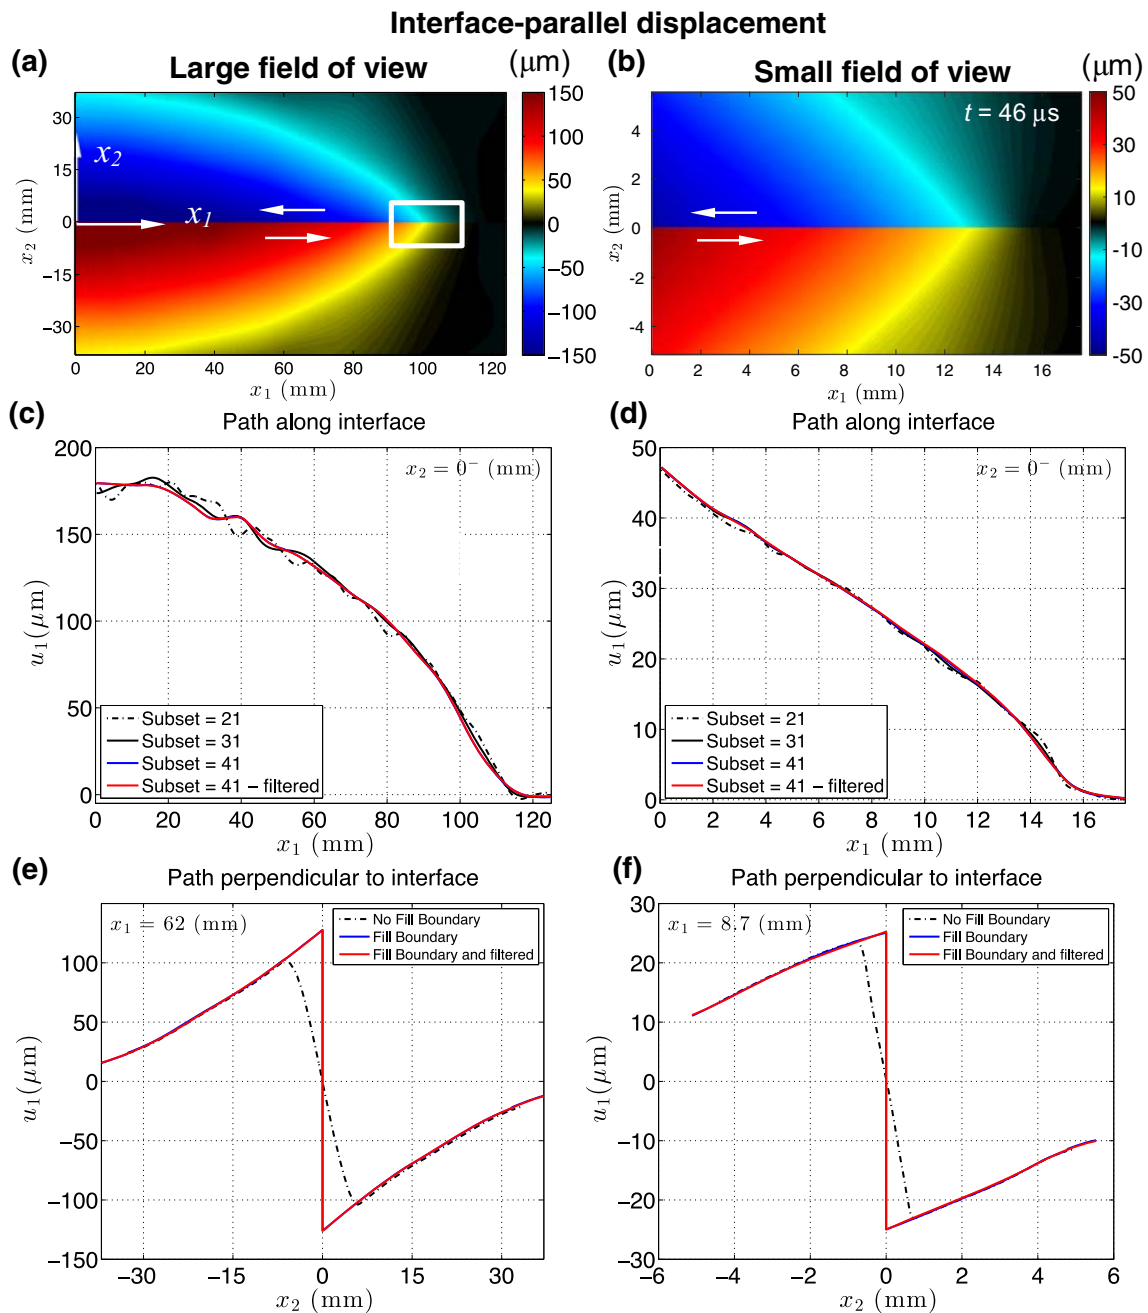 Interface-parallel displacement
(a)
Large field of view
(μm)
30
15
0
−15
−30
x₂ (mm)
x₂
x₁
0
20
40
60
80
100
120
x₁ (mm)
150
100
50
0
−50
−100
−150
(b)
Small field of view
(μm)
t = 46 μs
4
2
0
-2
-4
x₂ (mm)
0
2
4
6
8
10
12
14
16
x₁ (mm)
50
40
30
20
10
0
-10
-20
-30
-40
-50
(c)
Path along interface
x₂ = 0⁻ (mm)
200
150
100
50
0
u₁(μm)
Subset = 21
Subset = 31
Subset = 41
Subset = 41 − filtered
0
20
40
60
80
100
120
x₁ (mm)
(d)
Path along interface
x₂ = 0⁻ (mm)
50
40
30
20
10
0
u₁(μm)
Subset = 21
Subset = 31
Subset = 41
Subset = 41 − filtered
0
2
4
6
8
10
12
14
16
x₁ (mm)
(e)
Path perpendicular to interface
x₁ = 62 (mm)
No Fill Boundary
Fill Boundary
Fill Boundary and filtered
100
50
0
−50
−100
−150
u₁(μm)
−30
−15
0
15
30
x₂ (mm)
(f)
Path perpendicular to interface
x₁ = 8.7 (mm)
No Fill Boundary
Fill Boundary
Fill Boundary and filtered
30
20
10
0
−10
−20
−30
u₁(μm)
−6
−4
−2
0
2
4
6
x₂ (mm)